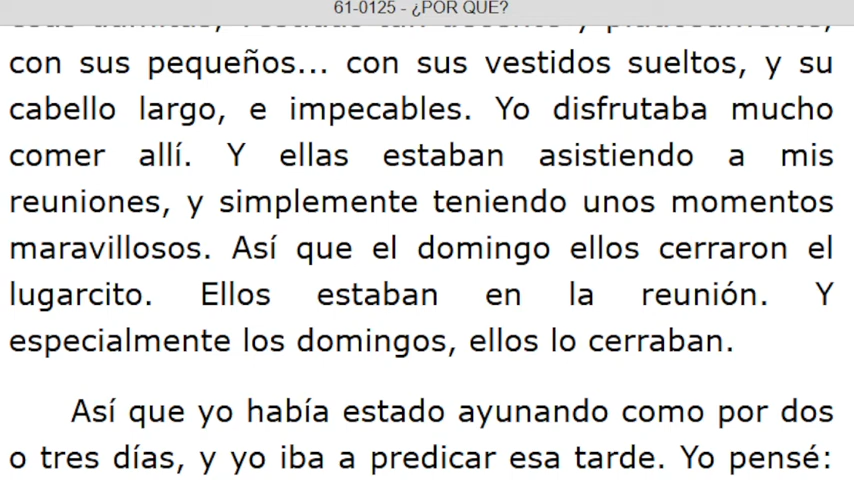 61-0125 - ¿POR QUE?
con sus pequeños... con sus vestidos sueltos, y su
cabello largo, e impecables. Yo disfrutaba mucho
comer allí. Y ellas estaban asistiendo a mis
reuniones, y simplemente teniendo unos momentos
maravillosos. Así que el domingo ellos cerraron el
lugarcito. Ellos estaban en la reunión. Y
especialmente los domingos, ellos lo cerraban.
Así que yo había estado ayunando como por dos
o tres días, y yo iba a predicar esa tarde. Yo pensé: